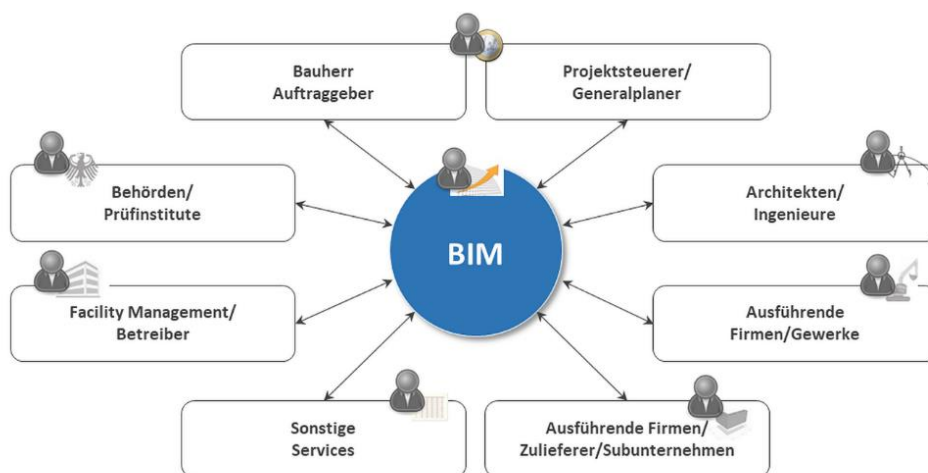 Bauherr
Auftraggeber
Projektsteuerer/
Generalplaner
Behörden/
Prüfinstitute
Architekten/
Ingenieure
BIM
Facility Management/
Betreiber
Ausführende
Firmen/Gewerke
Sonstige
Services
Ausführende Firmen/
Zulieferer/Subunternehmen